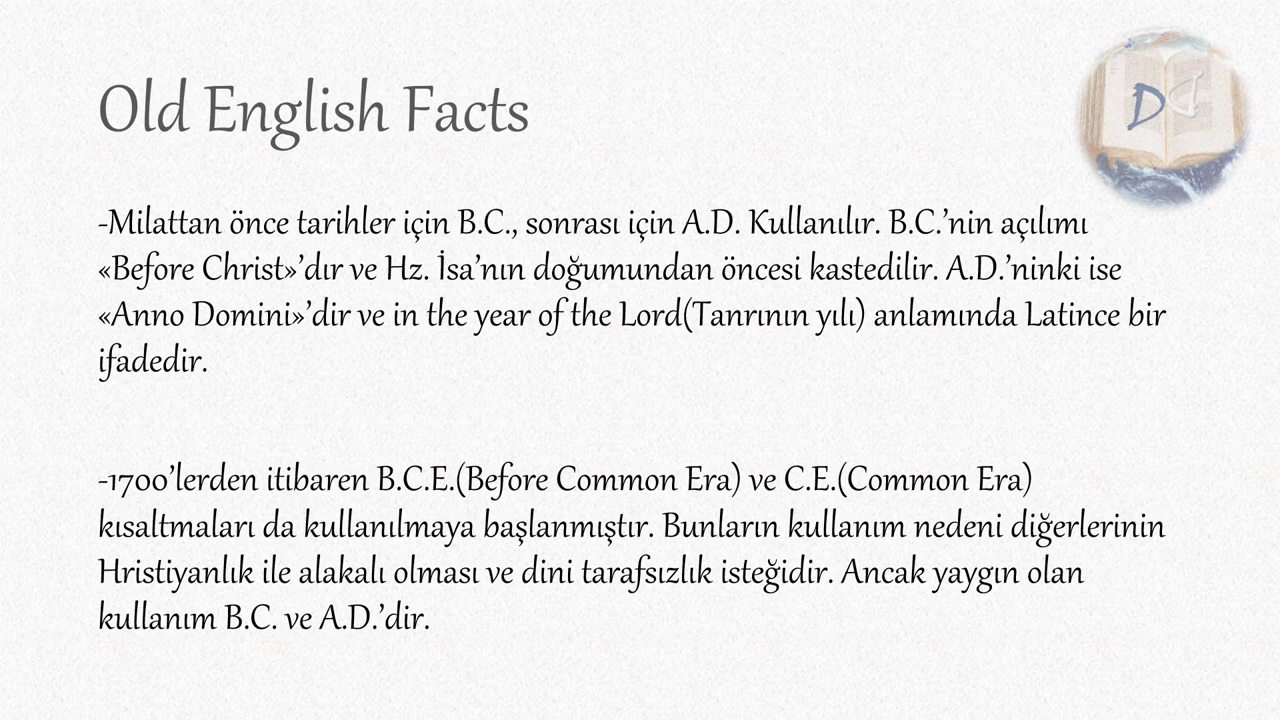 Old English Facts
DC
-Milattan önce tarihler için B.C., sonrası için A.D. Kullanılır. B.C.’nin açılımı
«Before Christ»’dır ve Hz. İsa’nın doğumundan öncesi kastedilir. A.D.’ninki ise
«Anno Domini»’dir ve in the year of the Lord(Tanrının yılı) anlamında Latince bir
ifadedir.
-1700’lerden itibaren B.C.E.(Before Common Era) ve C.E.(Common Era)
kısaltmaları da kullanılmaya başlanmıştır. Bunların kullanım nedeni diğerlerinin
Hristiyanlık ile alakalı olması ve dini tarafsızlık isteğidir. Ancak yaygın olan
kullanım B.C. ve A.D.’dir.